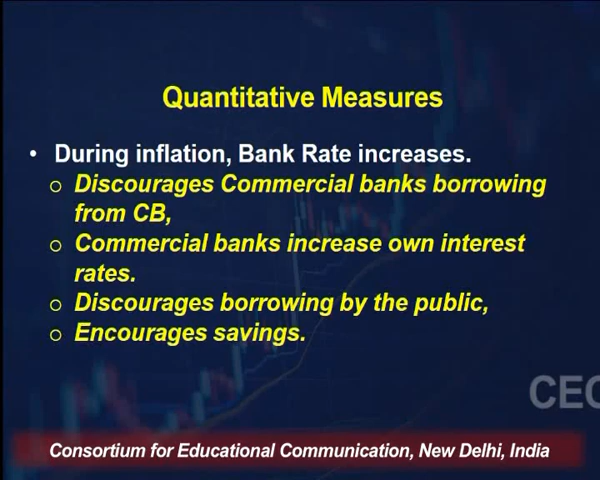 Quantitative Measures
• During inflation, Bank Rate increases.
o Discourages Commercial banks borrowing
from CB,
o Commercial banks increase own interest
rates.
o Discourages borrowing by the public,
o Encourages savings.
CEC
Consortium for Educational Communication, New Delhi, India